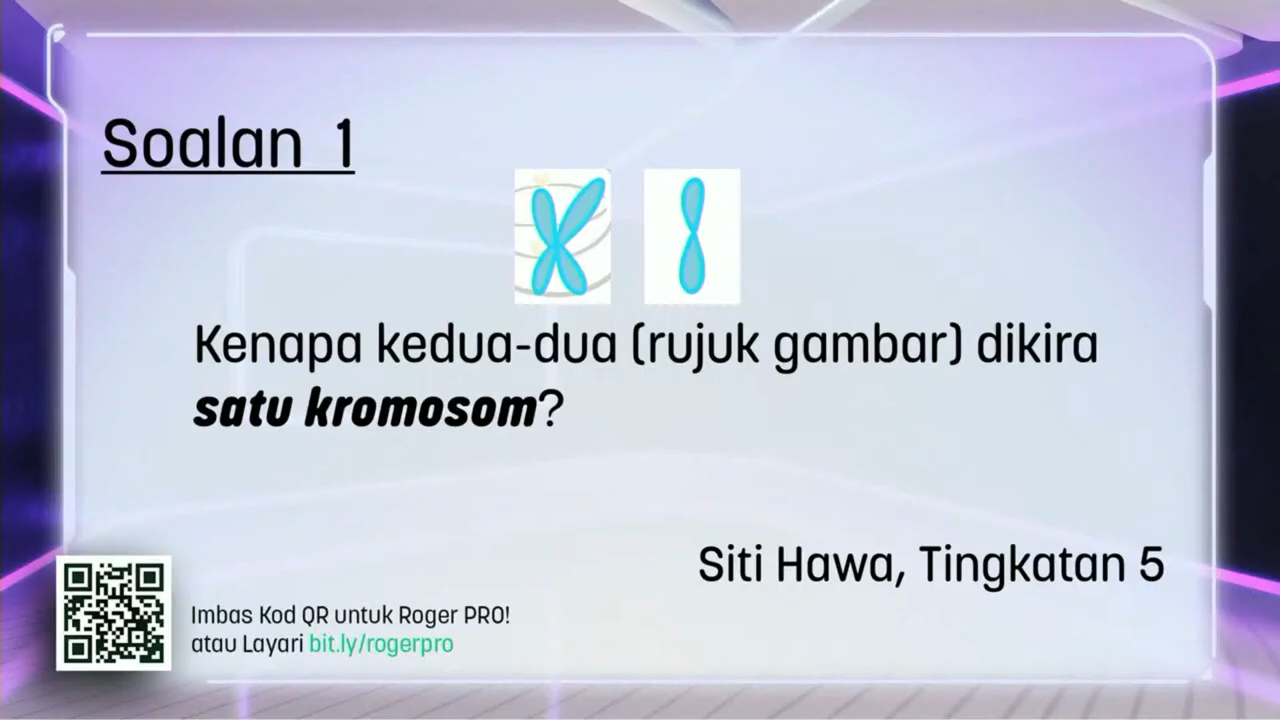 Soalan 1
Kenapa kedua-dua (rujuk gambar) dikira
satu kromosom?
Siti Hawa, Tingkatan 5
Imbas Kod QR untuk Roger PRO!
atau Layari bit.ly/rogerpro